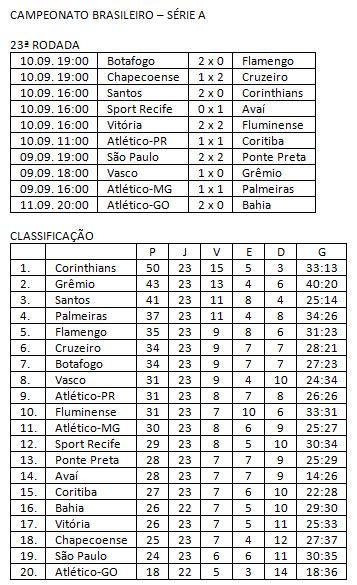 CAMPEONATO BRASILEIRO – SÉRIE A
23ª RODADA
10.09. 19:00 Botafogo 2 x 0 Flamengo
10.09. 19:00 Chapecoense 1 x 2 Cruzeiro
10.09. 16:00 Santos 2 x 0 Corinthians
10.09. 16:00 Sport Recife 0 x 1 Avaí
10.09. 16:00 Vitória 2 x 2 Fluminense
10.09. 11:00 Atlético-PR 1 x 1 Coritiba
09.09. 19:00 São Paulo 2 x 2 Ponte Preta
09.09. 18:00 Vasco 1 x 0 Grêmio
09.09. 16:00 Atlético-MG 1 x 1 Palmeiras
11.09. 20:00 Atlético-GO 2 x 0 Bahia
CLASSIFICAÇÃO
P J V E D G
1. Corinthians 50 23 15 5 3 33:13
2. Grêmio 43 23 13 4 6 40:20
3. Santos 41 23 11 8 4 25:14
4. Palmeiras 37 23 11 4 8 34:26
5. Flamengo 35 23 9 8 6 31:23
6. Cruzeiro 34 23 9 7 7 28:21
7. Botafogo 34 23 9 7 7 27:23
8. Vasco 31 23 9 4 10 24:34
9. Atlético-PR 31 23 8 7 8 26:26
10. Fluminense 31 23 7 10 6 33:31
11. Atlético-MG 30 23 8 6 9 25:27
12. Sport Recife 29 23 8 5 10 30:34
13. Ponte Preta 28 23 7 7 9 25:29
14. Avaí 28 23 7 7 9 14:26
15. Coritiba 27 23 7 6 10 22:28
16. Bahia 26 22 7 5 10 29:30
17. Vitória 26 23 7 5 11 25:33
18. Chapecoense 25 23 7 4 12 27:37
19. São Paulo 24 23 6 6 11 30:35
20. Atlético-GO 18 22 5 3 14 18:36